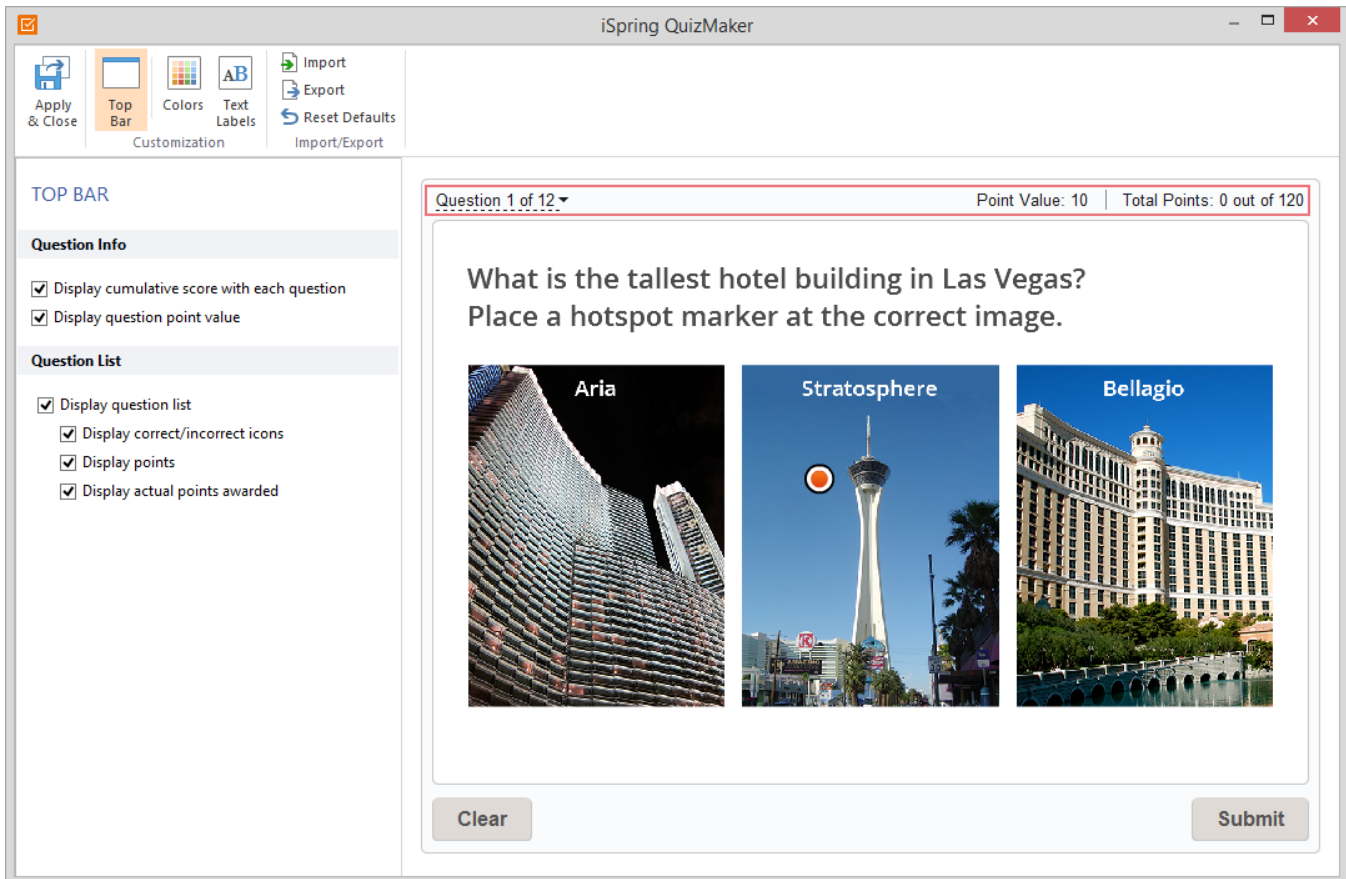 iSpring QuizMaker
Apply
& Close
Top
Bar
Colors
AB
Text
Labels
Customization
Import
Export
Reset Defaults
Import/Export
TOP BAR
Question Info
Display cumulative score with each question
Display question point value
Question List
Display question list
Display correct/incorrect icons
Display points
Display actual points awarded
Question 1 of 12
Point Value: 10
Total Points: 0 out of 120
What is the tallest hotel building in Las Vegas?
Place a hotspot marker at the correct image.
Aria
Stratosphere
Bellagio
K
Clear
Submit